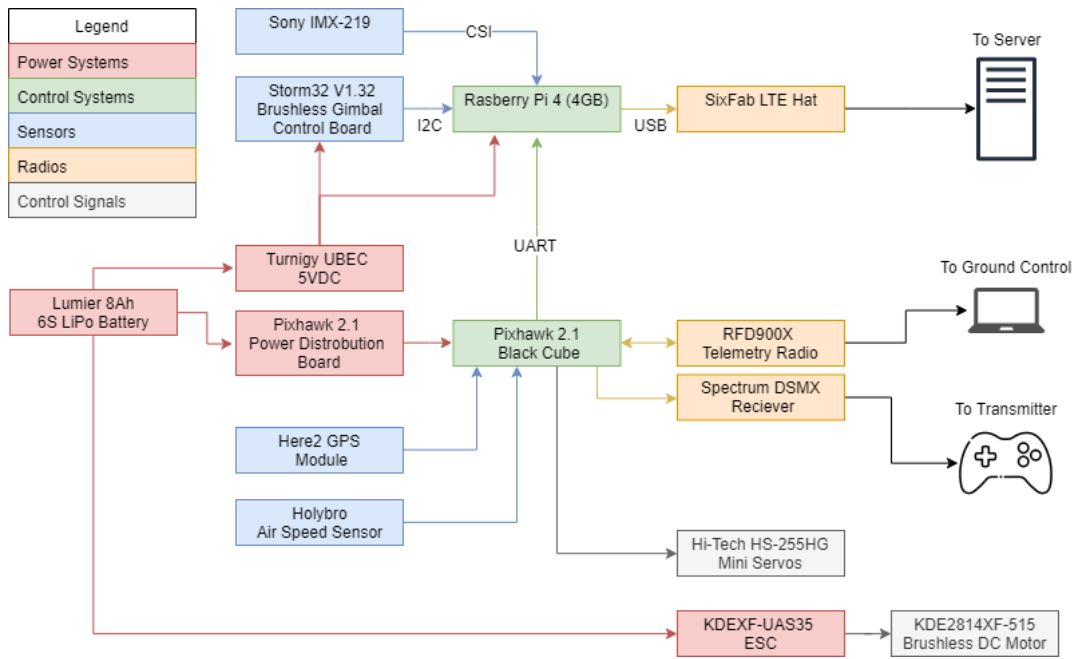 Legend
Power Systems
Control Systems
Sensors
Radios
Control Signals
Sony IMX-219
CSI
Storm32 V1.32
Brushless Gimbal
Control Board
I2C
Rasberry Pi 4 (4GB)
USB
SixFab LTE Hat
To Server
UART
Turnigy UBEC
5VDC
Lumier 8Ah
6S LiPo Battery
Pixhawk 2.1
Power Distrobution
Board
Pixhawk 2.1
Black Cube
RFD900X
Telemetry Radio
To Ground Control
Spectrum DSMX
Reciever
To Transmitter
Here2 GPS
Module
Holybro
Air Speed Sensor
Hi-Tech HS-255HG
Mini Servos
KDEXF-UAS35
ESC
KDE2814XF-515
Brushless DC Motor